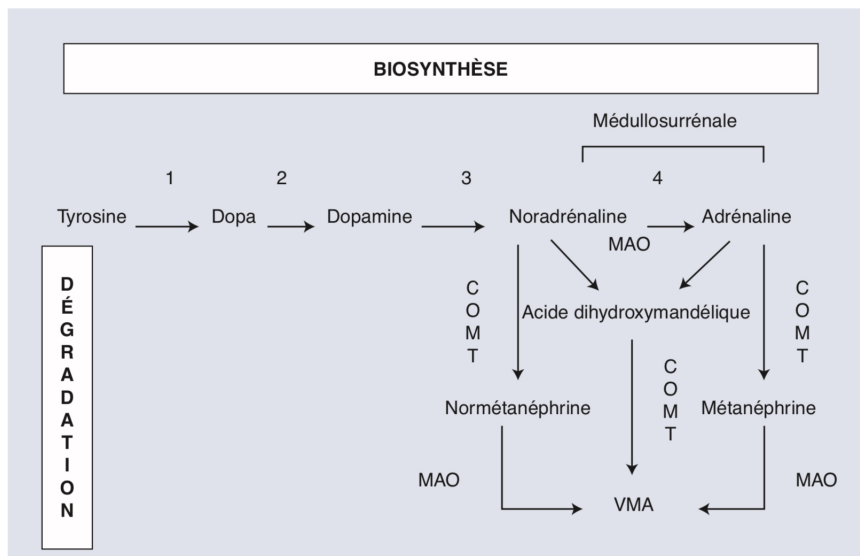 BIOSYNTHÈSE
Médullosurrénale
1 2 3 4
Tyrosine Dopa Dopamine Noradrénaline Adrénaline
MAO
DÉGRADATION
COMT
COMT
Acide dihydroxymandélique
COMT
Normétanéphrine Métanéphrine
MAO VMA MAO